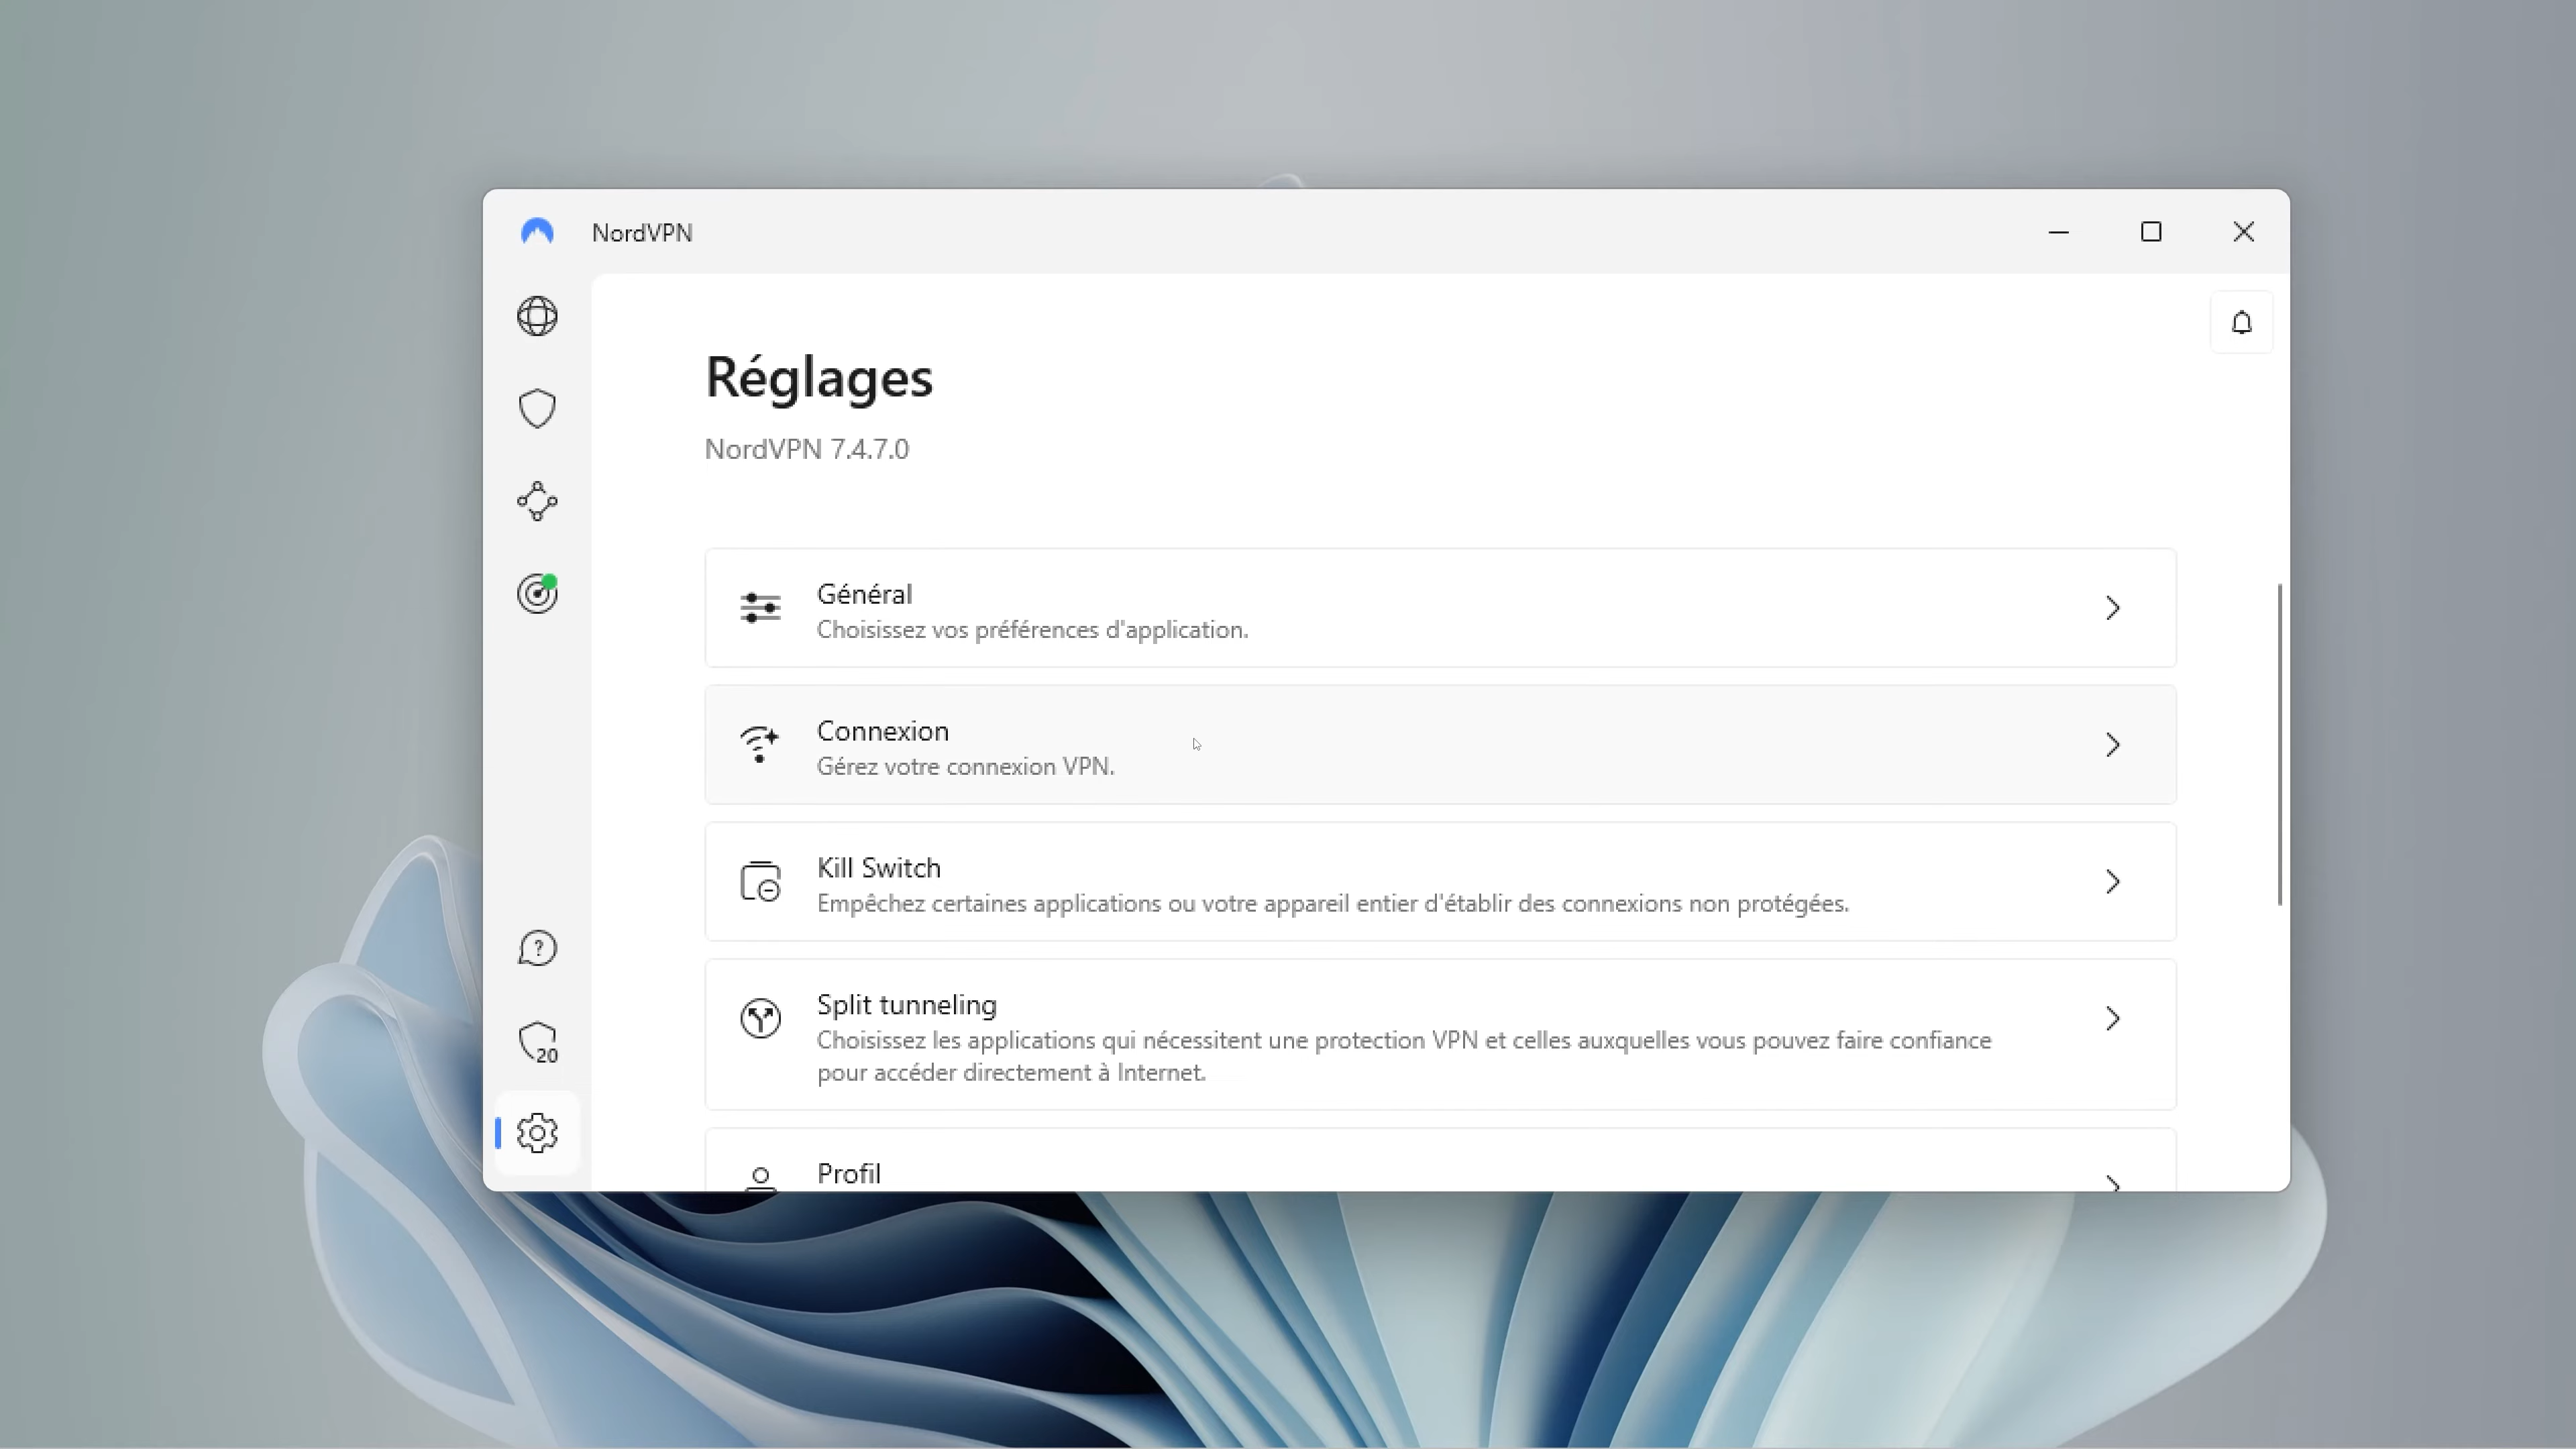 NordVPN
Réglages
NordVPN 7.4.7.0
Général
Choisissez vos préférences d'application.
Connexion
Gérez votre connexion VPN.
Kill Switch
Empêchez certaines applications ou votre appareil entier d'établir des connexions non protégées.
Split tunneling
Choisissez les applications qui nécessitent une protection VPN et celles auxquelles vous pouvez faire confiance
pour accéder directement à Internet.
20
Profil